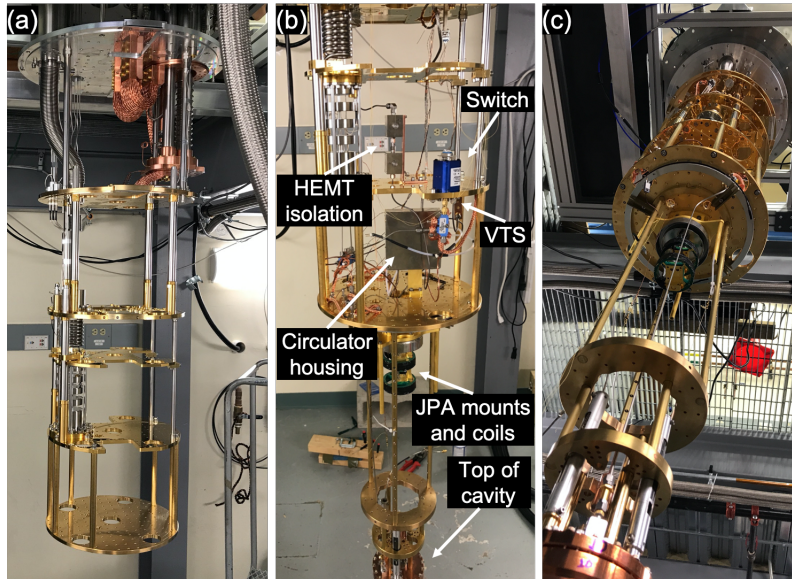 (a)
(b)
(c)
Switch
HEMT
isolation
VTS
Circulator
housing
JPA mounts
and coils
Top of
cavity